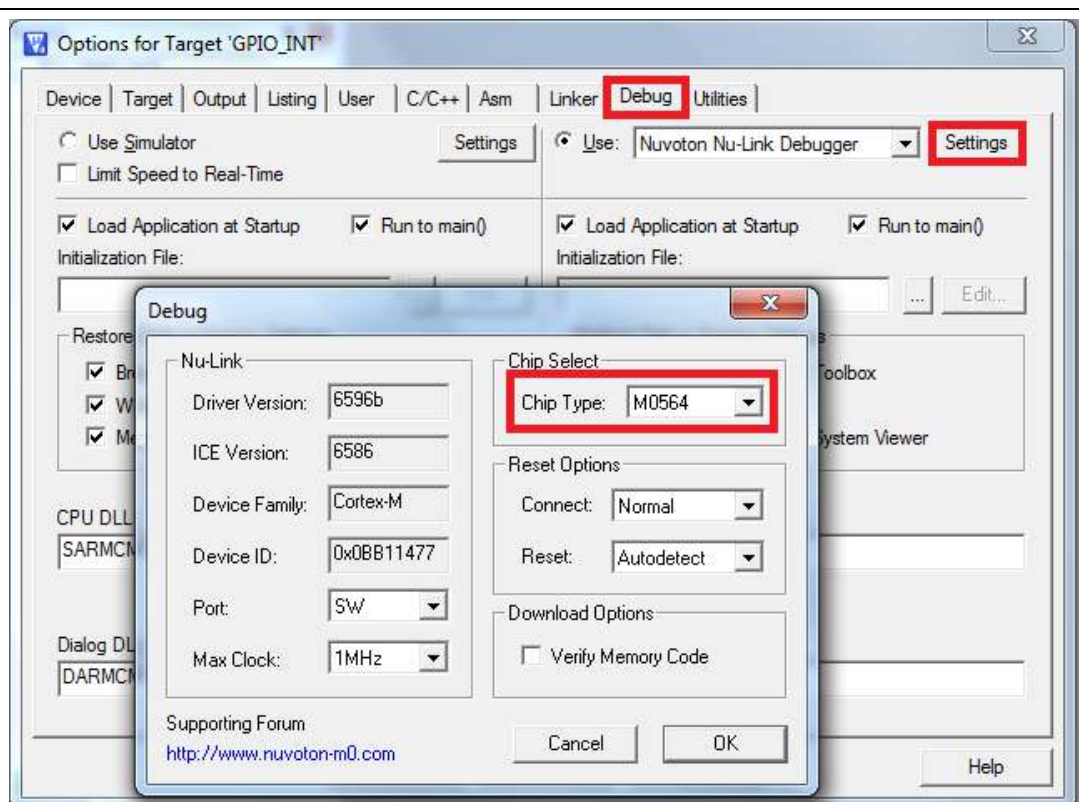 Options for Target 'GPIO_INT'
Device Target Output Listing User C/C++ Asm Linker Debug Utilities
Use Simulator Settings Use: Nuvoton Nu-Link Debugger Settings
Limit Speed to Real-Time
Load Application at Startup Run to main() Load Application at Startup Run to main()
Initialization File: Initialization File:
... Edit...
Restore
Toolbox
System Viewer
CPU DLL
SARMCM
Dialog DL
DARMCM
Help
Debug
Nu-Link
Driver Version: 6596b
ICE Version: 6586
Device Family: Cortex-M
Device ID: 0x0BB11477
Port: SW
Max Clock: 1MHz
Chip Select
Chip Type: M0564
Reset Options
Connect: Normal
Reset: Autodetect
Download Options
Verify Memory Code
Supporting Forum
http://www.nuvoton-m0.com
Cancel OK